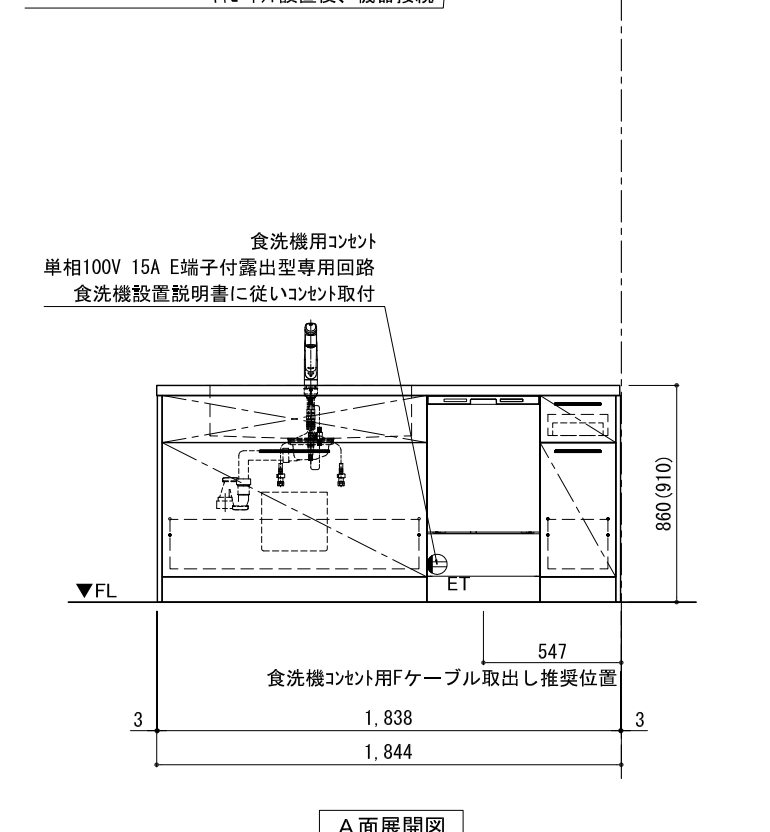 食洗機用コンセント
単相100V 15A E端子付露出型専用回路
食洗機設置説明書に従いコンセント取付
860(910)
▼FL
ET
547
食洗機コンセント用Fケーブル取出し推奨位置
3
1,838
3
1,844
A面展開図